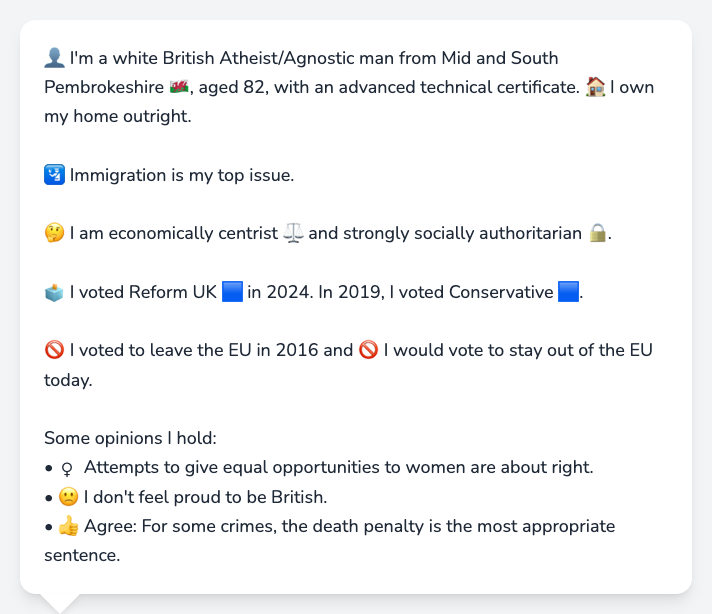 👤 I'm a white British Atheist/Agnostic man from Mid and South
Pembrokeshire 🏴󠁧󠁢󠁷󠁬󠁳󠁿, aged 82, with an advanced technical certificate. 🏠 I own
my home outright.
🛂 Immigration is my top issue.
🤔 I am economically centrist ⚖️ and strongly socially authoritarian 🔒.
🗳️ I voted Reform UK 🟦 in 2024. In 2019, I voted Conservative 🟦.
🚫 I voted to leave the EU in 2016 and 🚫 I would vote to stay out of the EU
today.
Some opinions I hold:
• ♀ Attempts to give equal opportunities to women are about right.
• 🙁 I don't feel proud to be British.
• 👍 Agree: For some crimes, the death penalty is the most appropriate
sentence.